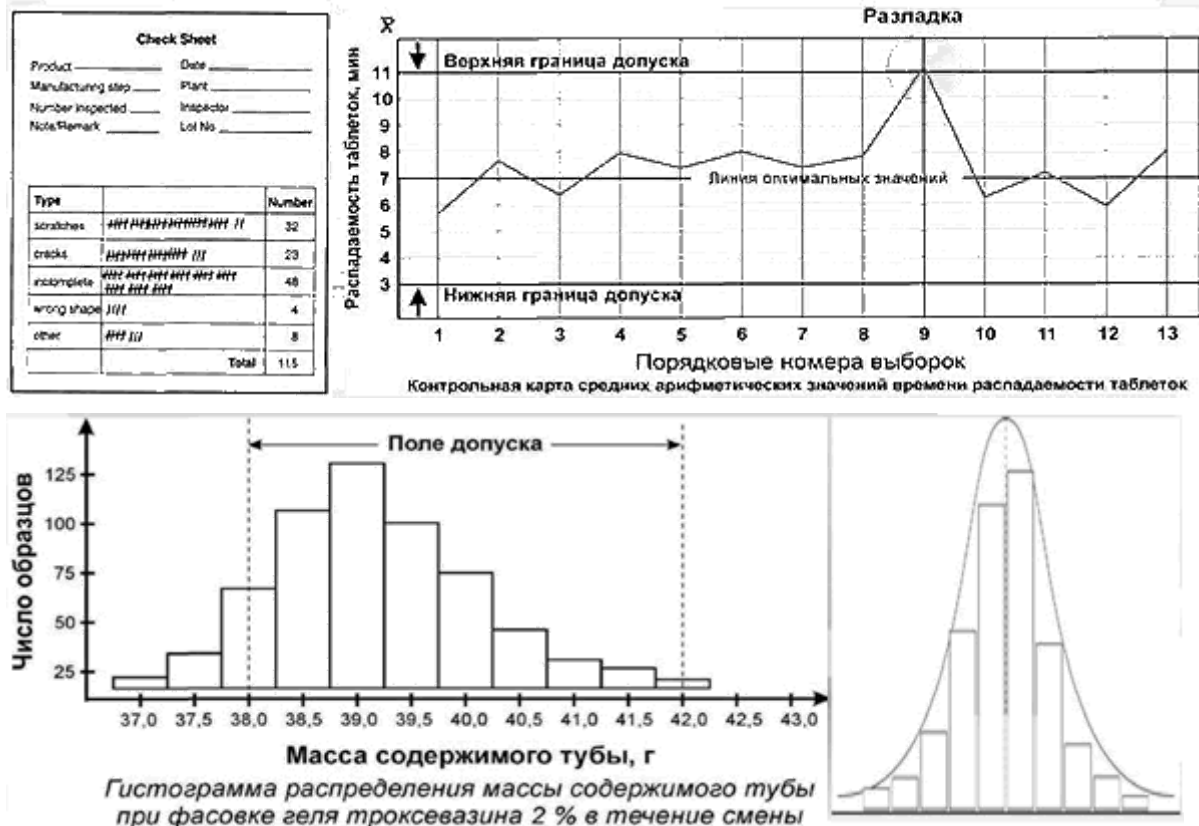 Check Sheet
Product Date
Manufacturing step Plant
Number inspected Inspector
Note/Remark Lot No
Type Number
scratches 32
cracks 23
incomplete 48
wrong shape 4
other 8
Total 115
X̅
Разладка
Распадаемость таблеток, мин
Верхняя граница допуска
11
10
9
8
7
Линия оптимальных значений
6
5
4
3
Нижняя граница допуска
1 2 3 4 5 6 7 8 9 10 11 12 13
Порядковые номера выборок
Контрольная карта средних арифметических значений времени распадаемости таблеток
Поле допуска
Число образцов
125
100
75
50
25
37,0 37,5 38,0 38,5 39,0 39,5 40,0 40,5 41,0 41,5 42,0 42,5 43,0
Масса содержимого тубы, г
Гистограмма распределения массы содержимого тубы
при фасовке геля троксевазина 2 % в течение смены